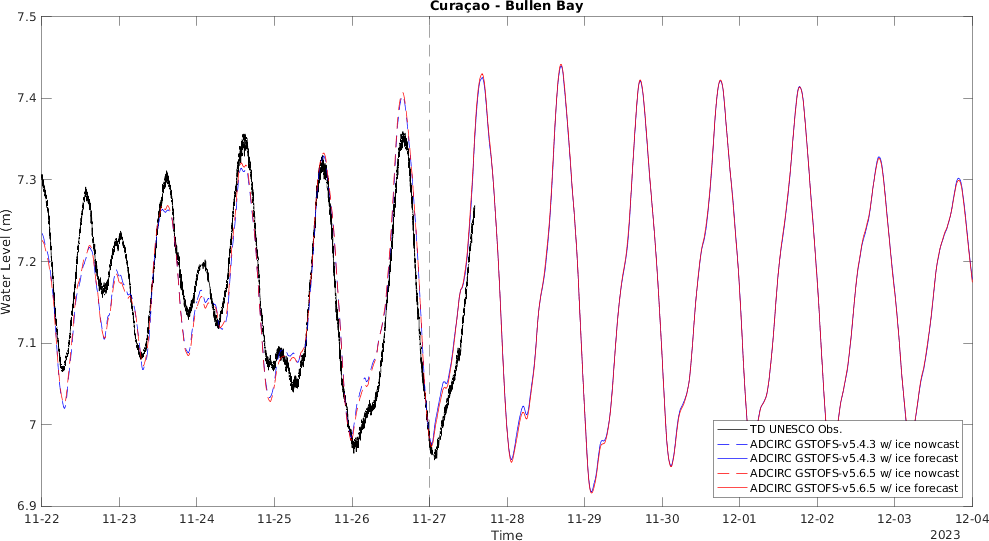 Curaçao - Bullen Bay
7.5
7.4
7.3
7.2
7.1
7
6.9
Water Level (m)
11-22
11-23
11-24
11-25
11-26
11-27
11-28
11-29
11-30
12-01
12-02
12-03
12-04
Time
2023
TD UNESCO Obs.
ADCIRC GSTOFS-v5.4.3 w/ ice nowcast
ADCIRC GSTOFS-v5.4.3 w/ ice forecast
ADCIRC GSTOFS-v5.6.5 w/ ice nowcast
ADCIRC GSTOFS-v5.6.5 w/ ice forecast